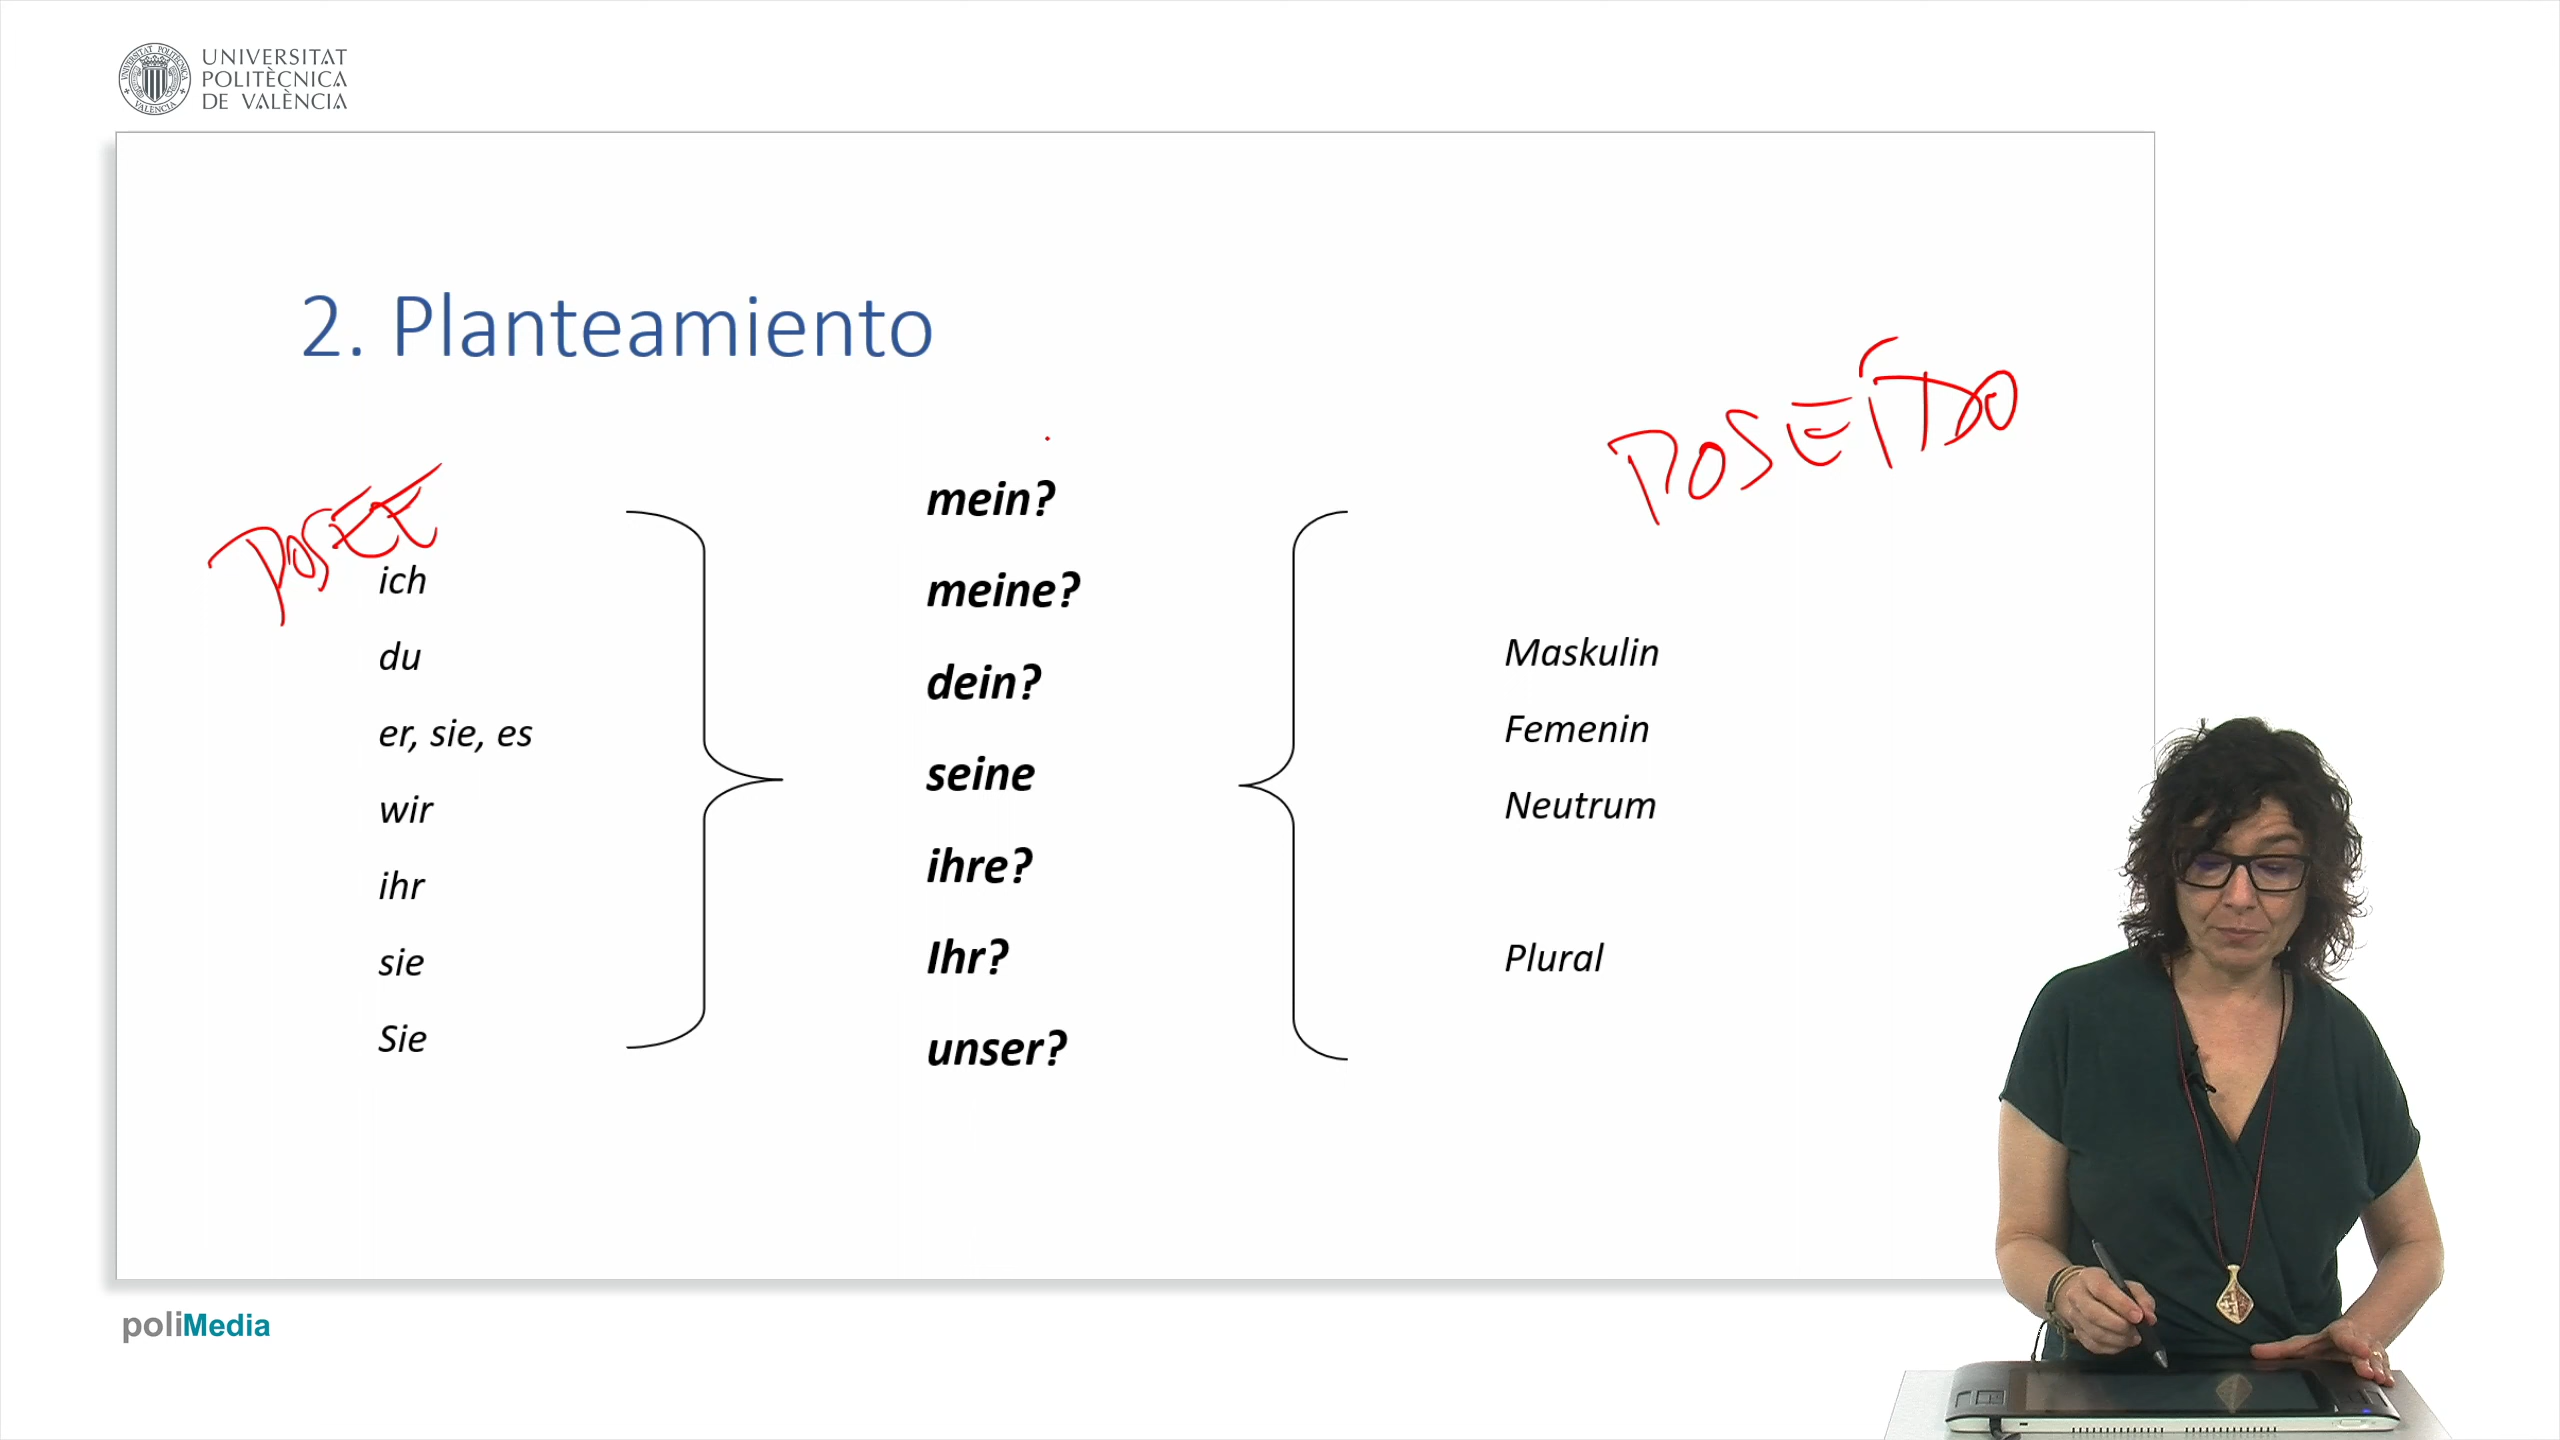 UNIVERSITAT
POLITÈCNICA
DE VALÈNCIA
2. Planteamiento
POSEE
POSEÍDO
ich
du
er, sie, es
wir
ihr
sie
Sie
mein?
meine?
dein?
seine
ihre?
Ihr?
unser?
Maskulin
Femenin
Neutrum
Plural
poliMedia